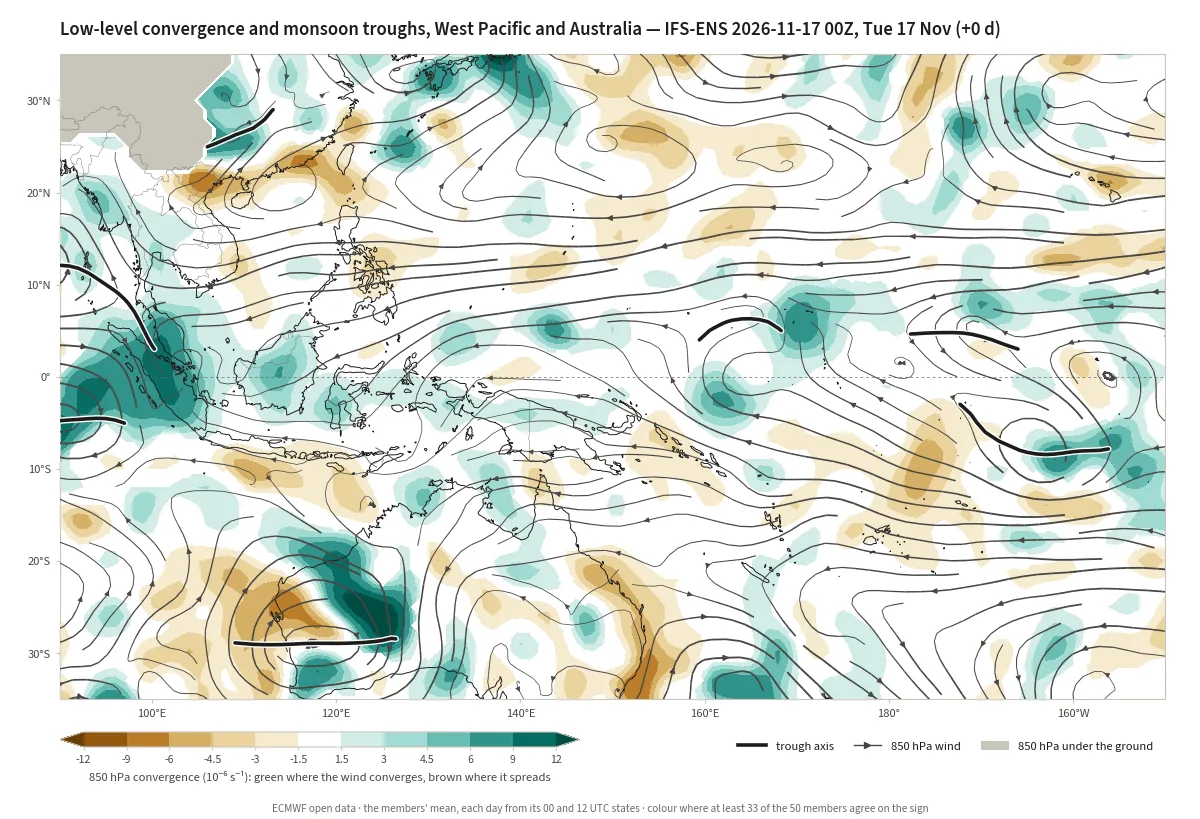 Low-level convergence and monsoon troughs, West Pacific and Australia — IFS-ENS 2026-11-17 00Z, Tue 17 Nov (+0 d)
30°N
20°N
10°N
0°
10°S
20°S
30°S
100°E 120°E 140°E 160°E 180° 160°W
-12 -9 -6 -4.5 -3 -1.5 1.5 3 4.5 6 9 12
850 hPa convergence (10⁻⁶ s⁻¹): green where the wind converges, brown where it spreads
trough axis 850 hPa wind 850 hPa under the ground
ECMWF open data · the members' mean, each day from its 00 and 12 UTC states · colour where at least 33 of the 50 members agree on the sign